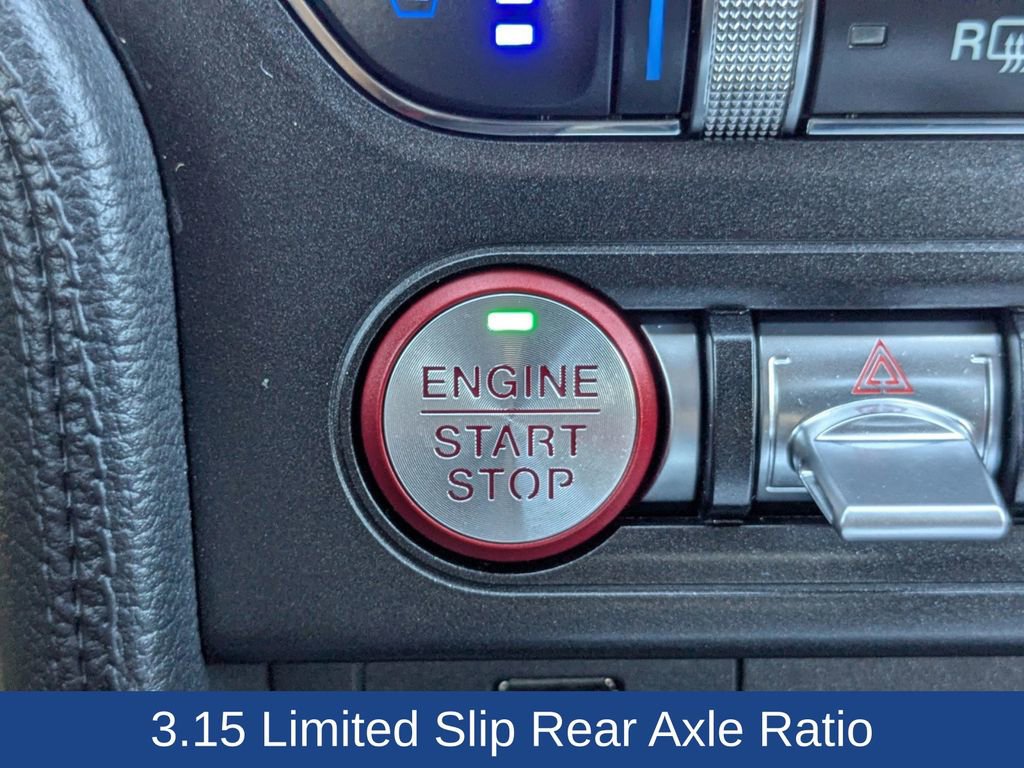 R
ENGINE
START
STOP
3.15 Limited Slip Rear Axle Ratio